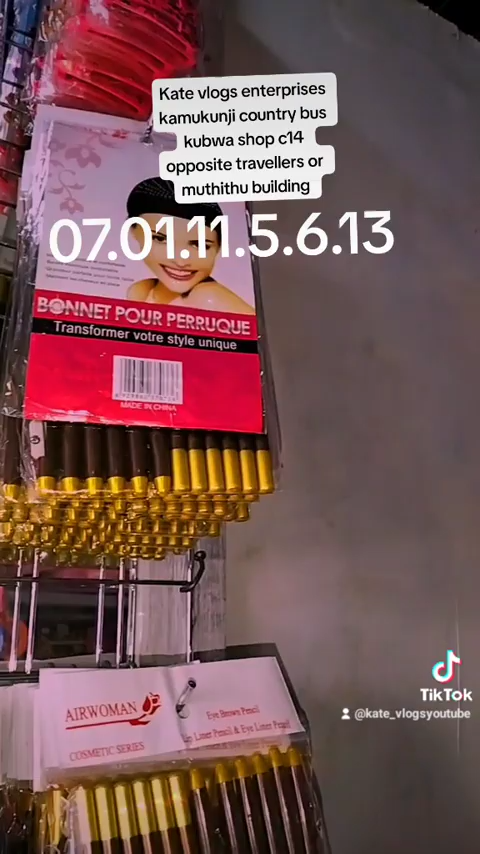 Kate vlogs enterprises
kamukunji country bus
kubwa shop c14
opposite travellers or
muthithu building
07.01.11.5.6.13
BONNET POUR PERRUQUE
Transformer votre style unique
MADE IN CHINA
AIRWOMAN
COSMETIC SERIES
Eye Brown Pencil
Lip Liner Pencil & Eye Liner Pencil
TikTok
@kate_vlogsyoutube